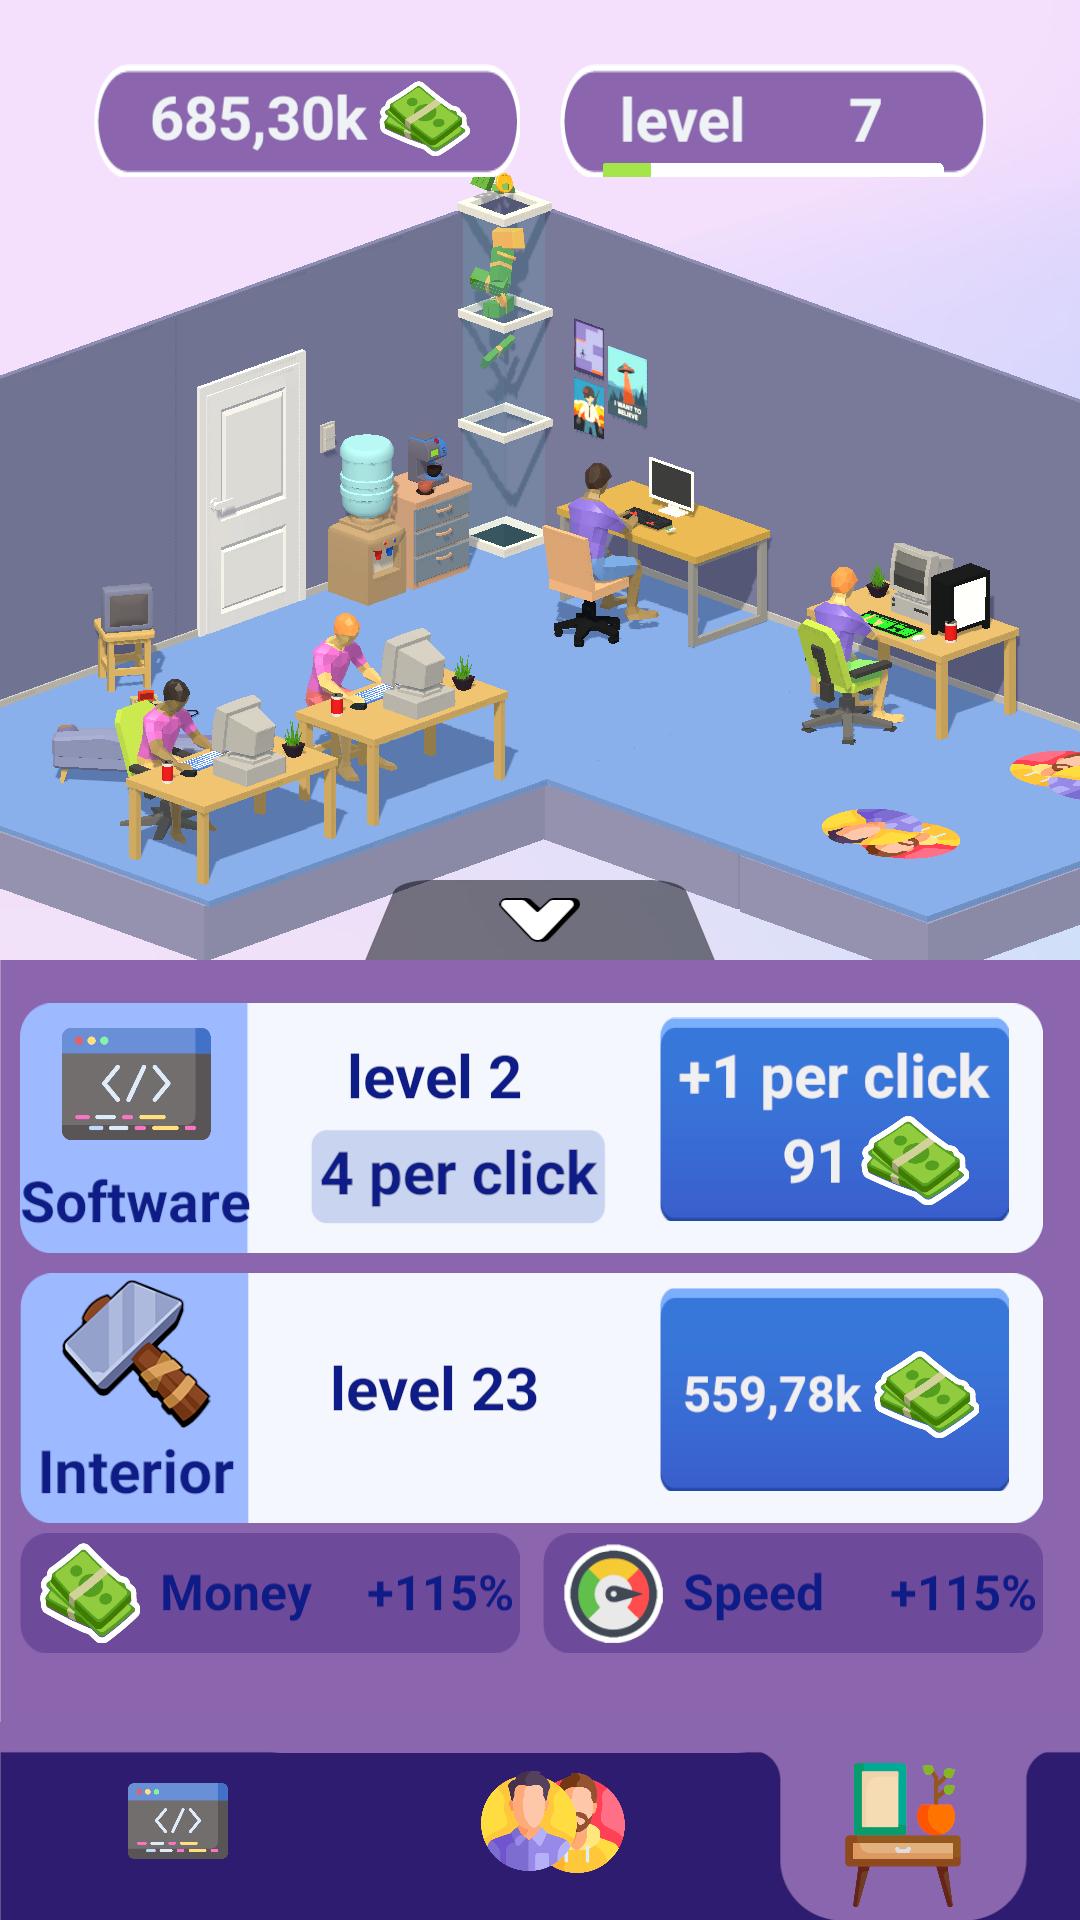 685,30k
level 7
I WANT TO
BELIEVE
level 2
+1 per click
4 per click
91
Software
level 23
559,78k
Interior
Money +115%
Speed +115%